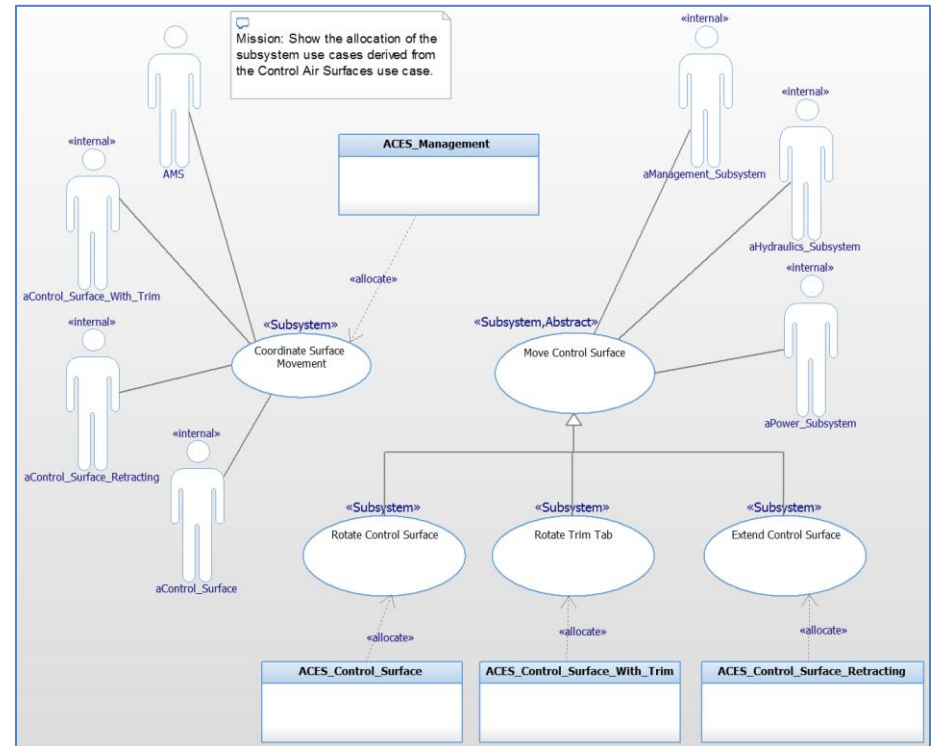 Mission: Show the allocation of the
subsystem use cases derived from
the Control Air Surfaces use case.
«internal»
aManagement_Subsystem
«internal»
aHydraulics_Subsystem
AMS
«internal»
aControl_Surface_With_Trim
ACES_Management
«allocate»
«internal»
aPower_Subsystem
«Subsystem»
Coordinate Surface
Movement
«Subsystem,Abstract»
Move Control Surface
«internal»
aControl_Surface_Retracting
«internal»
aControl_Surface
«Subsystem»
Rotate Control Surface
«Subsystem»
Rotate Trim Tab
«Subsystem»
Extend Control Surface
«allocate»
«allocate»
«allocate»
ACES_Control_Surface
ACES_Control_Surface_With_Trim
ACES_Control_Surface_Retracting